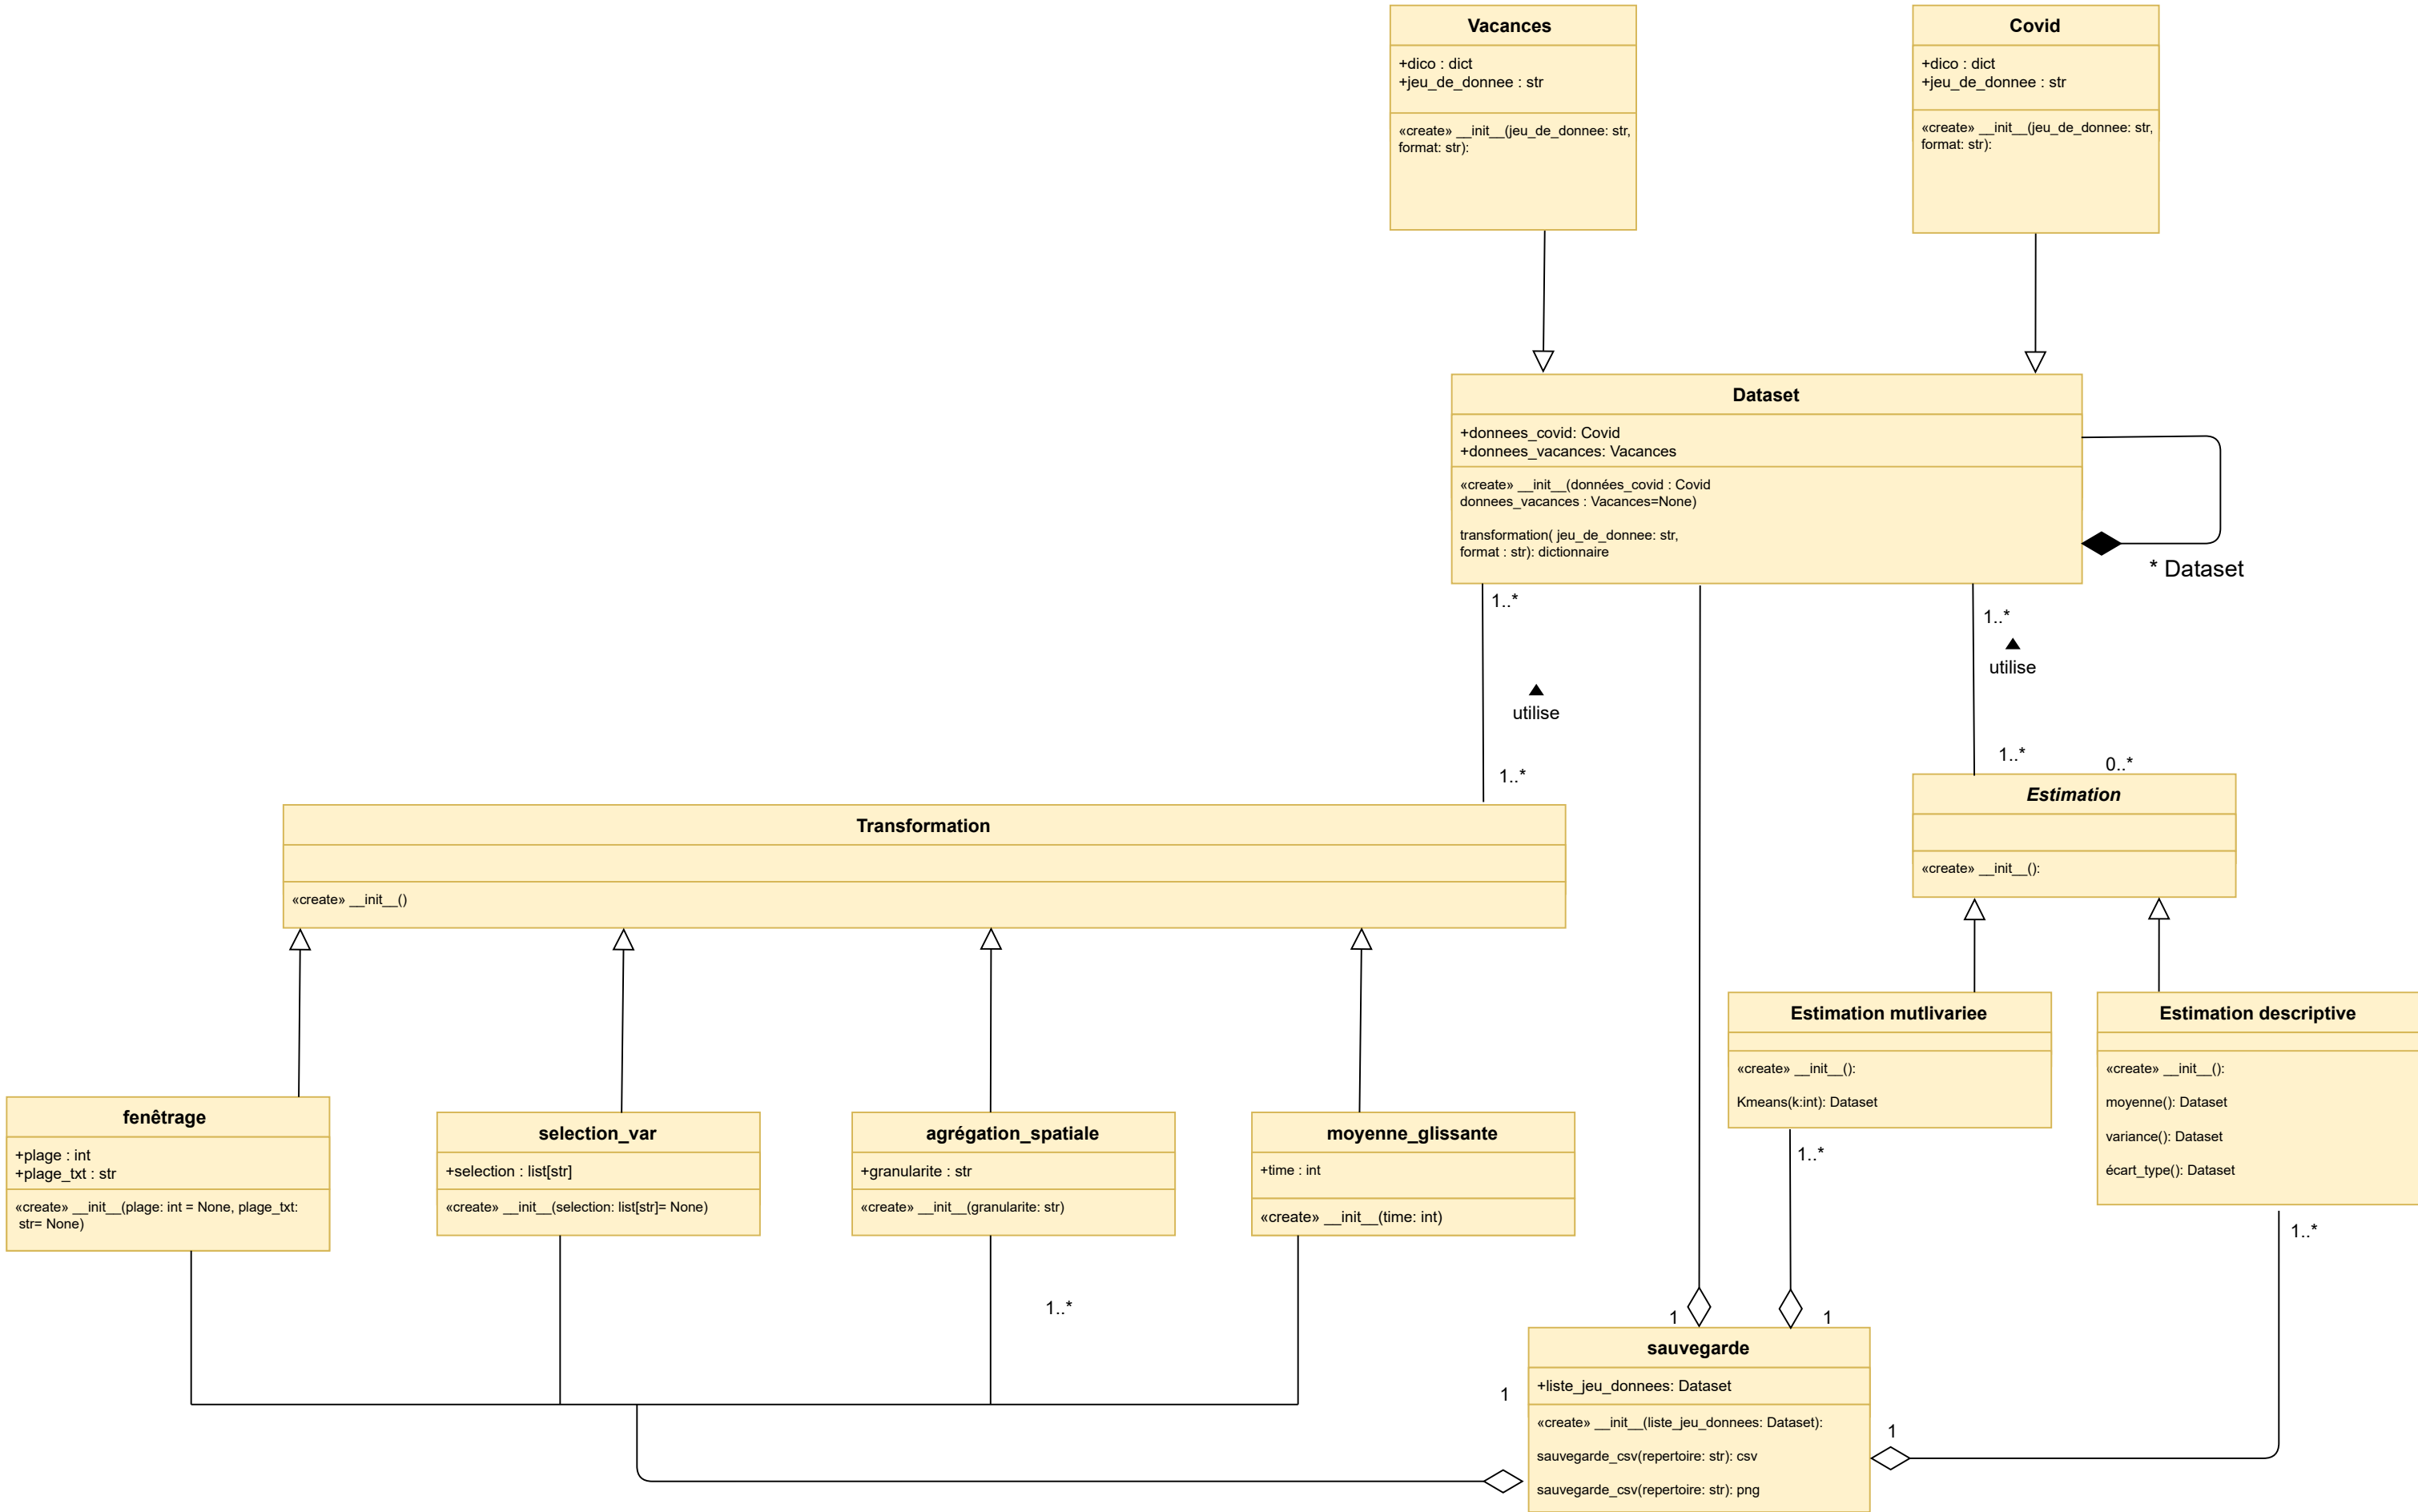 Vacances
+dico : dict
+jeu_de_donnee : str
«create» __init__(jeu_de_donnee: str,
format: str):
Covid
+dico : dict
+jeu_de_donnee : str
«create» __init__(jeu_de_donnee: str,
format: str):
Dataset
+donnees_covid: Covid
+donnees_vacances: Vacances
«create» __init__(données_covid : Covid
donnees_vacances : Vacances=None)
transformation( jeu_de_donnee: str,
format : str): dictionnaire
* Dataset
1..*
1..*
utilise
utilise
1..*
1..*
0..*
Transformation
«create» __init__()
Estimation
«create» __init__():
Estimation mutlivariee
«create» __init__():
Kmeans(k:int): Dataset
Estimation descriptive
«create» __init__():
moyenne(): Dataset
variance(): Dataset
écart_type(): Dataset
fenêtrage
+plage : int
+plage_txt : str
«create» __init__(plage: int = None, plage_txt:
str= None)
selection_var
+selection : list[str]
«create» __init__(selection: list[str]= None)
agrégation_spatiale
+granularite : str
«create» __init__(granularite: str)
moyenne_glissante
+time : int
«create» __init__(time: int)
1..*
1..*
1..*
1
1
1
1
sauvegarde
+liste_jeu_donnees: Dataset
«create» __init__(liste_jeu_donnees: Dataset):
sauvegarde_csv(repertoire: str): csv
sauvegarde_csv(repertoire: str): png